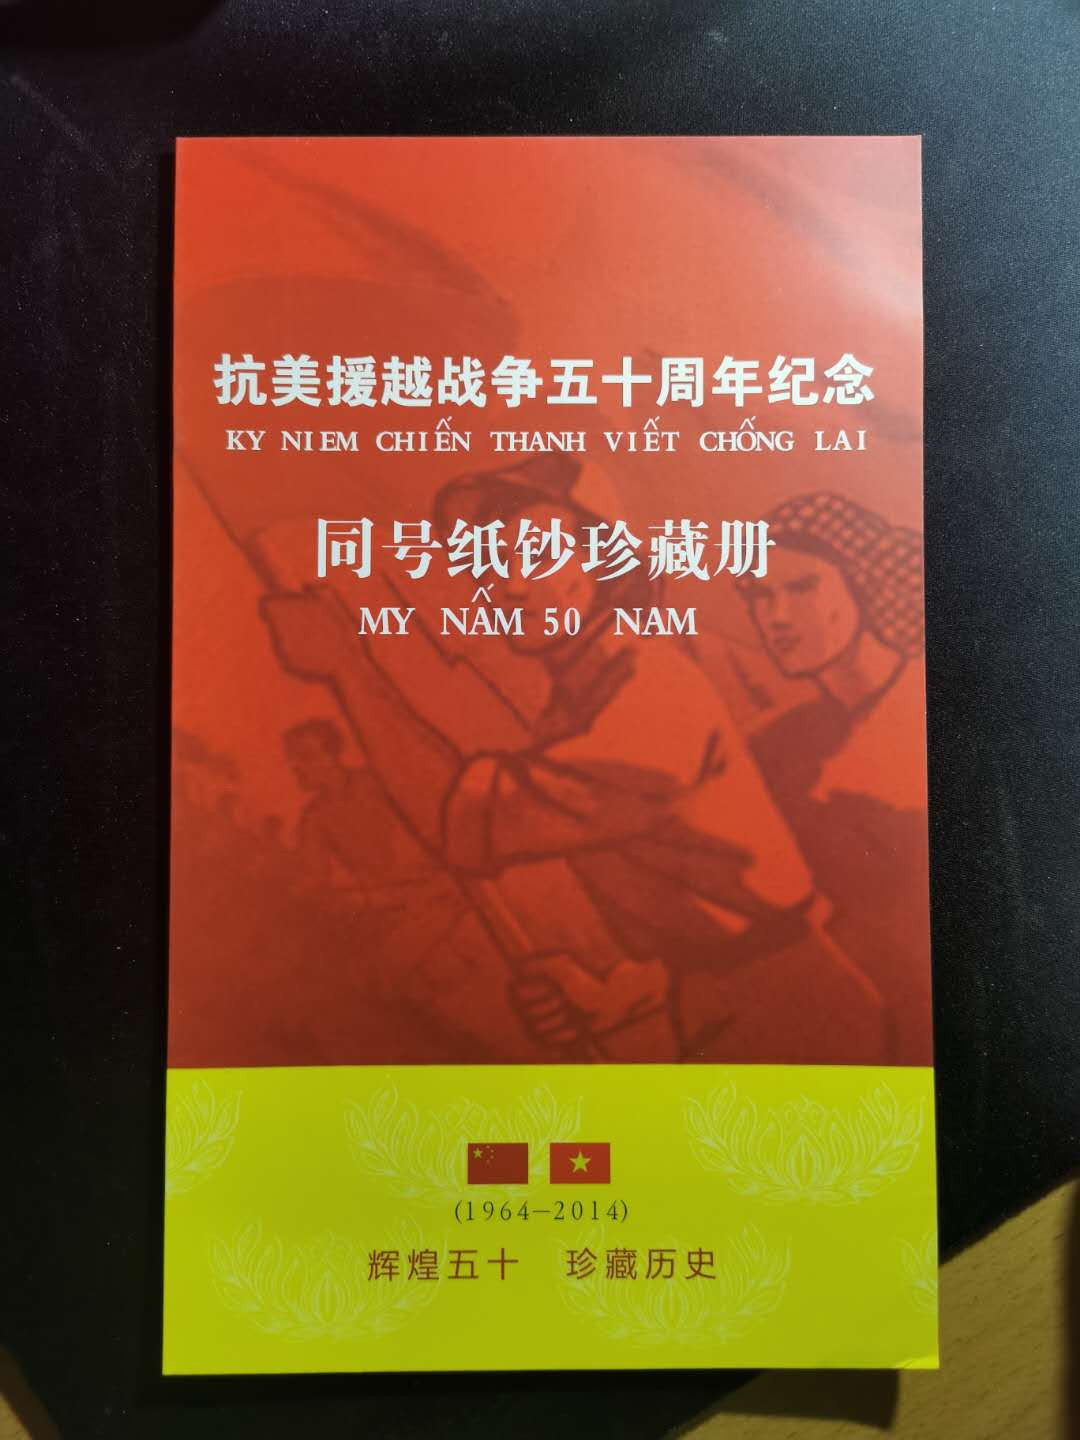 抗美援越战争五十周年纪念
KY NIEM CHIẾN THANH VIẾT CHỐNG LAI
同号纸钞珍藏册
MY NẤM 50 NAM
(1964—2014)
辉煌五十 珍藏历史